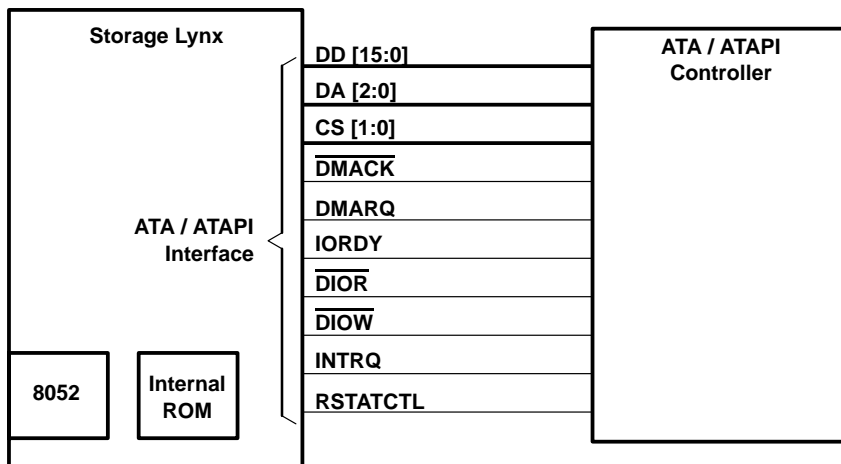 Storage Lynx
ATA / ATAPI
Controller
DD [15:0]
DA [2:0]
CS [1:0]
DMACK
DMARQ
IORDY
DIOR
DIOW
INTRQ
RSTATCTL
ATA / ATAPI
Interface
8052
Internal
ROM